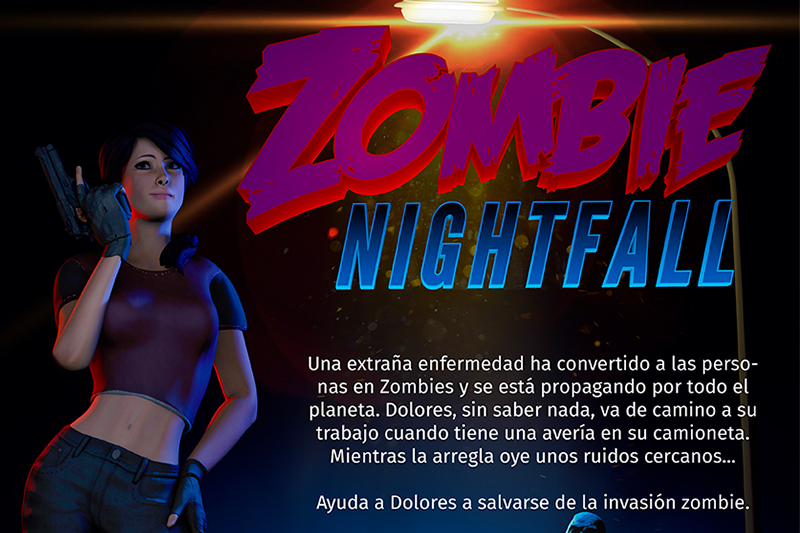 ZOMBIE
NIGHTFALL
Una extraña enfermedad ha convertido a las perso-
nas en Zombies y se está propagando por todo el
planeta. Dolores, sin saber nada, va de camino a su
trabajo cuando tiene una avería en su camioneta.
Mientras la arregla oye unos ruidos cercanos...
Ayuda a Dolores a salvarse de la invasión zombie.